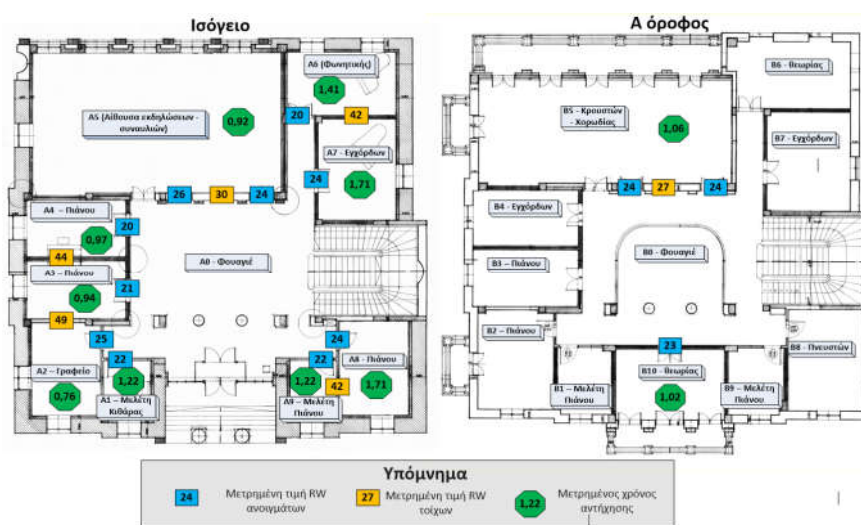 Ισόγειο
Α όροφος
Α6 (Φωνητικής)
1,41
Α5 (Αίθουσα εκδηλώσεων -
συναυλιών)
0,92
20
42
Α7 - Εγχόρδων
24
1,71
26
30
24
Α4 – Πιάνου
20
0,97
44
Α0 - Φουαγιέ
Α3 – Πιάνου
21
0,94
49
25
24
22
22
Α8 - Πιάνου
Α2 – Γραφείο
1,22
1,22
42
1,71
0,76
Α1 – Μελέτη
Κιθάρας
Α9 – Μελέτη
Πιάνου
Β6 - Θεωρίας
Β5 - Κρουστών
- Χορωδίας
1,06
Β7 - Εγχόρδων
24
27
24
Β4 - Εγχόρδων
Β3 – Πιάνου
Β0 - Φουαγιέ
Β2 – Πιάνου
23
Β8 – Πνευστών
Β1 – Μελέτη
Πιάνου
Β10 - Θεωρίας
1,02
Β9 – Μελέτη
Πιάνου
Υπόμνημα
24
Μετρημένη τιμή RW
ανοιγμάτων
27
Μετρημένη τιμή RW
τοίχων
1,22
Μετρημένος χρόνος
αντήχησης